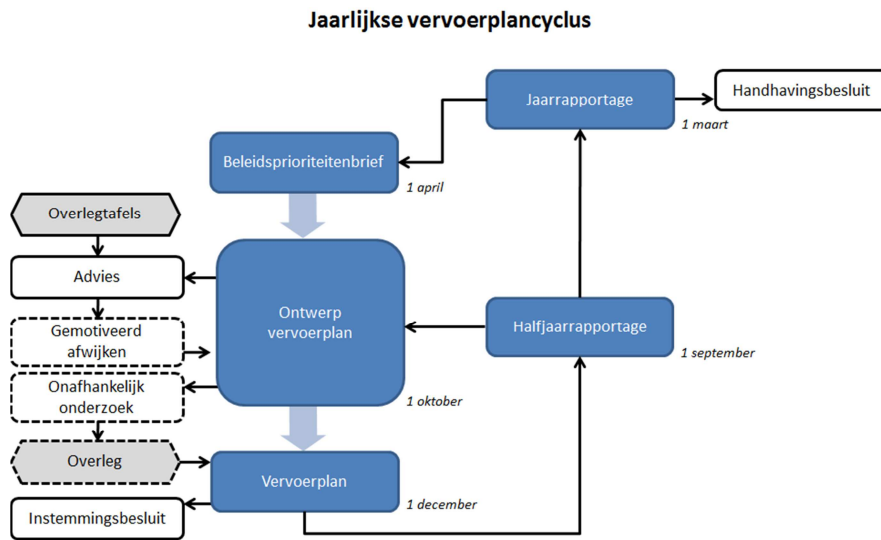 Jaarlijkse vervoerplancyclus
Jaarrapportage
Handhavingsbesluit
1 maart
Beleidsprioriteitenbrief
1 april
Overlegtafels
Advies
Gemotiveerd
afwijken
Onafhankelijk
onderzoek
Overleg
Instemmingsbesluit
Ontwerp
vervoerplan
1 oktober
Halfjaarrapportage
1 september
Vervoerplan
1 december